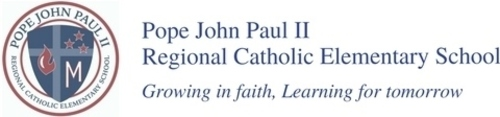 POPE JOHN PAUL II
REGIONAL CATHOLIC ELEMENTARY SCHOOL
M
Pope John Paul II
Regional Catholic Elementary School
Growing in faith, Learning for tomorrow